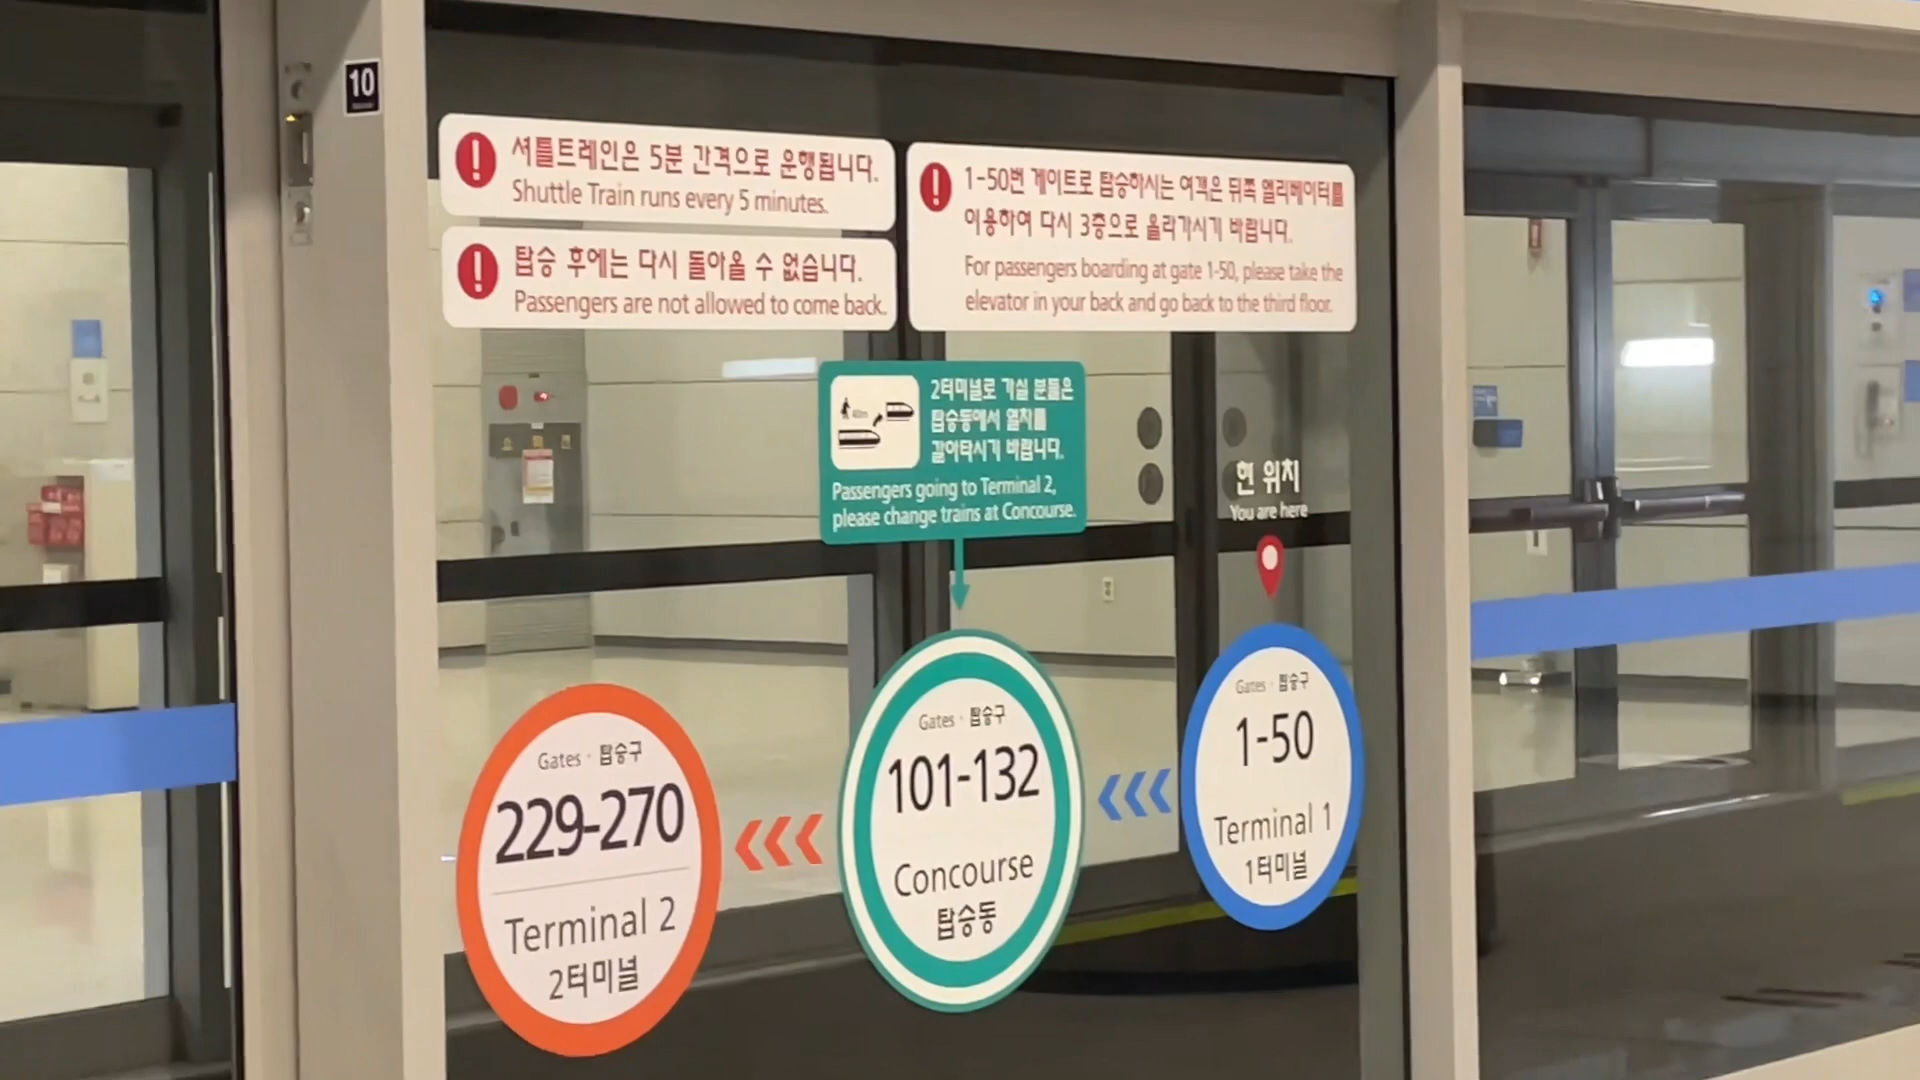 10
셔틀트레인은 5분 간격으로 운행됩니다.
Shuttle Train runs every 5 minutes.
탑승 후에는 다시 돌아올 수 없습니다.
Passengers are not allowed to come back.
1-50번 게이트로 탑승하시는 여객은 뒤쪽 엘리베이터를
이용하여 다시 3층으로 올라가시기 바랍니다.
For passengers boarding at gate 1-50, please take the
elevator in your back and go back to the third floor.
2터미널로 가실 분들은
탑승동에서 열차를
갈아타시기 바랍니다.
Passengers going to Terminal 2,
please change trains at Concourse.
현 위치
You are here
Gates · 탑승구
229-270
Terminal 2
2터미널
Gates · 탑승구
101-132
Concourse
탑승동
Gates · 탑승구
1-50
Terminal 1
1터미널